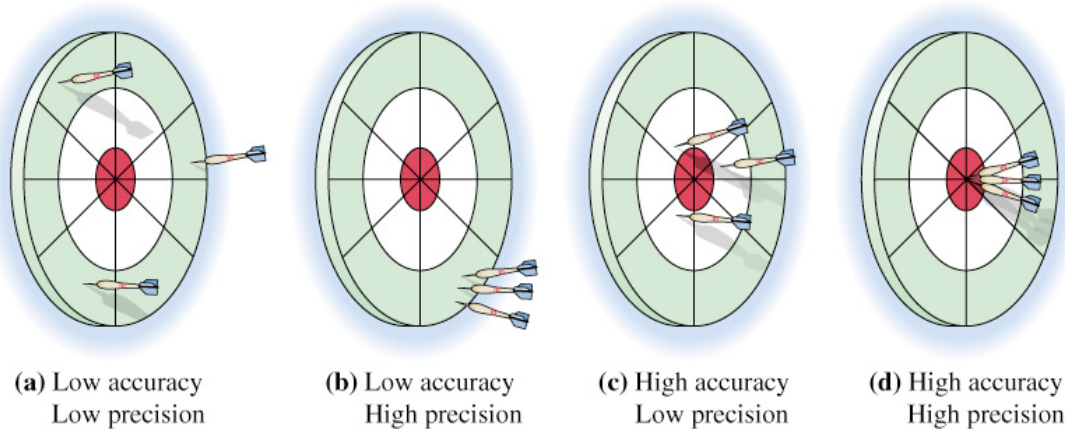 (a) Low accuracy
Low precision
(b) Low accuracy
High precision
(c) High accuracy
Low precision
(d) High accuracy
High precision